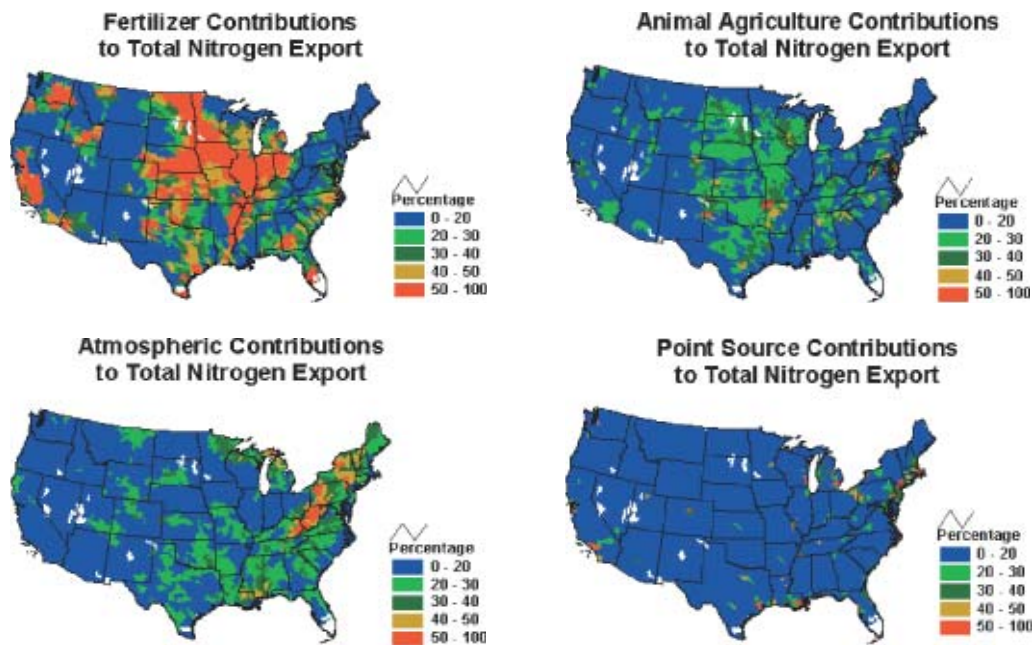 Fertilizer Contributions
to Total Nitrogen Export
Percentage
0 - 20
20 - 30
30 - 40
40 - 50
50 - 100
Animal Agriculture Contributions
to Total Nitrogen Export
Percentage
0 - 20
20 - 30
30 - 40
40 - 50
50 - 100
Atmospheric Contributions
to Total Nitrogen Export
Percentage
0 - 20
20 - 30
30 - 40
40 - 50
50 - 100
Point Source Contributions
to Total Nitrogen Export
Percentage
0 - 20
20 - 30
30 - 40
40 - 50
50 - 100